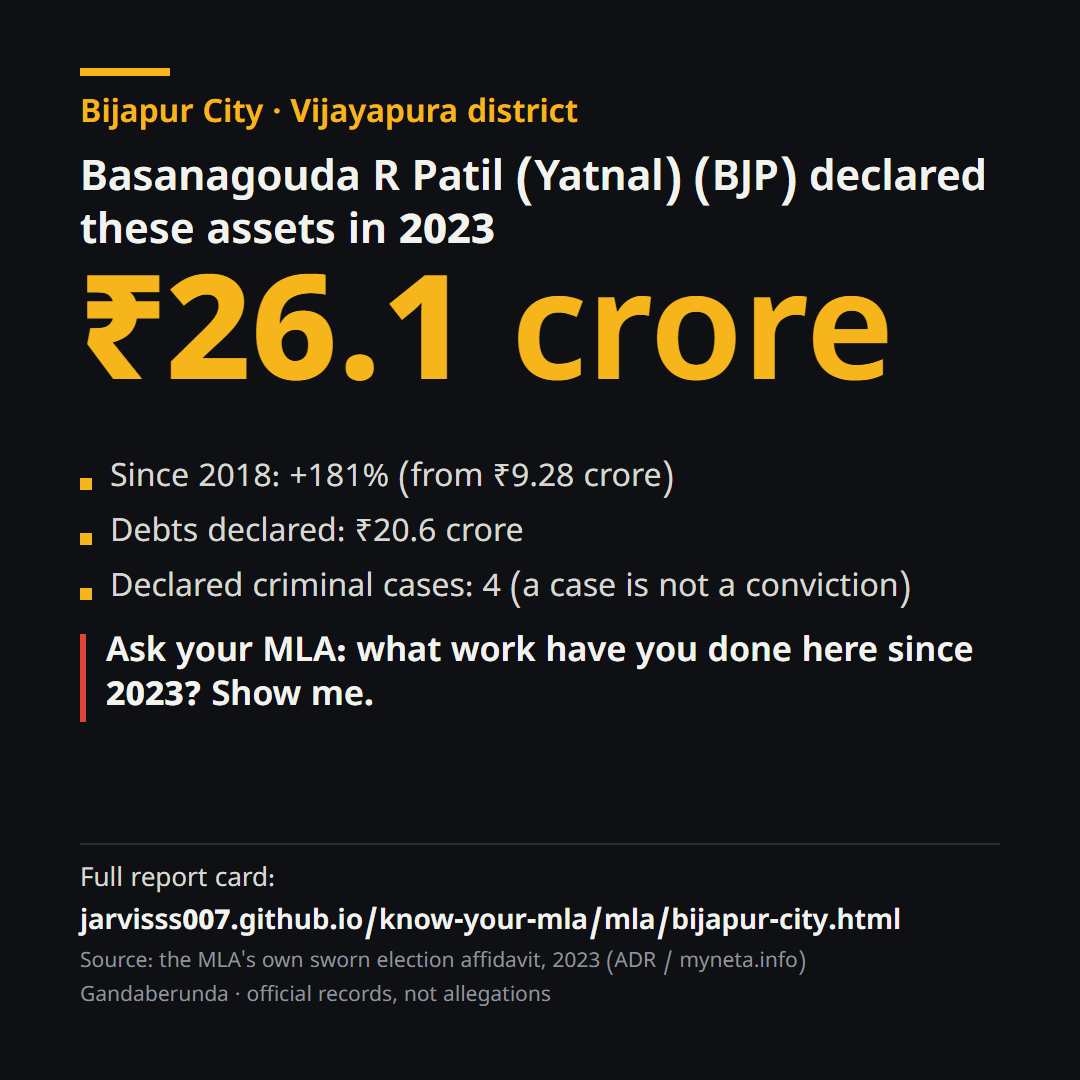 Bijapur City · Vijayapura district
Basanagouda R Patil (Yatnal) (BJP) declared
these assets in 2023
₹26.1 crore
Since 2018: +181% (from ₹9.28 crore)
Debts declared: ₹20.6 crore
Declared criminal cases: 4 (a case is not a conviction)
Ask your MLA: what work have you done here since
2023? Show me.
Full report card:
jarvisss007.github.io/know-your-mla/mla/bijapur-city.html
Source: the MLA's own sworn election affidavit, 2023 (ADR / myneta.info)
Gandaberunda · official records, not allegations